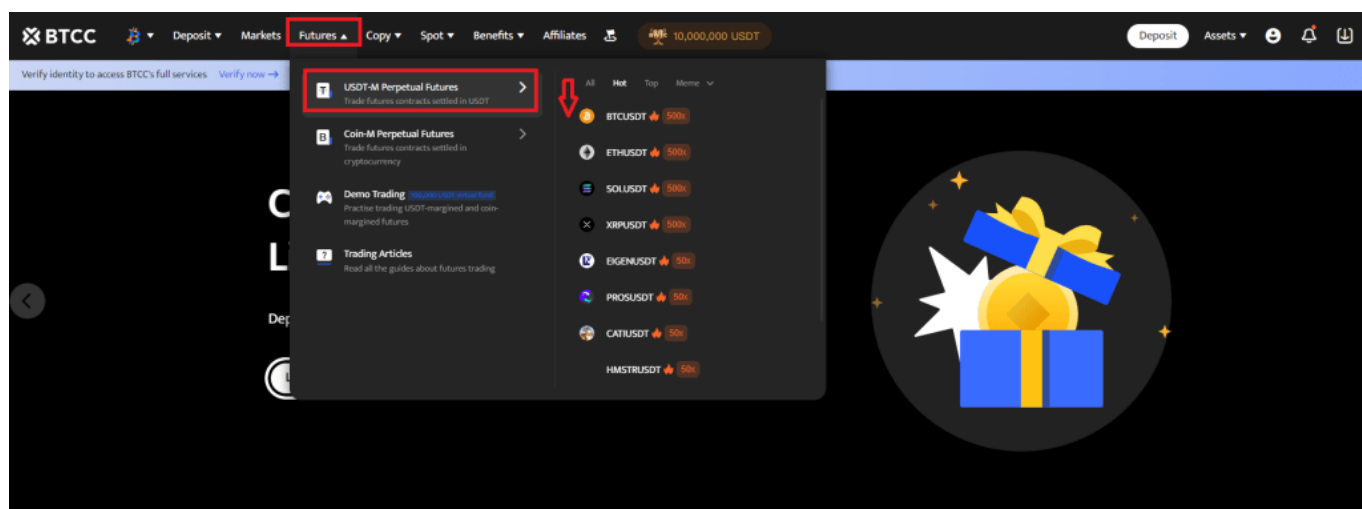 BTCC
Deposit
Markets
Futures
Copy
Spot
Benefits
Affiliates
10,000,000 USDT
Deposit
Assets
Verify identity to access BTCC's full services Verify now →
USDT-M Perpetual Futures
Trade futures contracts settled in USDT
Coin-M Perpetual Futures
Trade futures contracts settled in
cryptocurrency
Demo Trading
Practise trading USDT-margined and coin-
margined futures
Trading Articles
Read all the guides about futures trading
All Hot Top Meme
BTCUSDT 500x
ETHUSDT 500x
SOLUSDT 500x
XRPUSDT 500x
EIGENUSDT 50x
PROSUSDT 50x
CATIUSDT 50x
HMSTRUSDT 50x
C
L
Dep